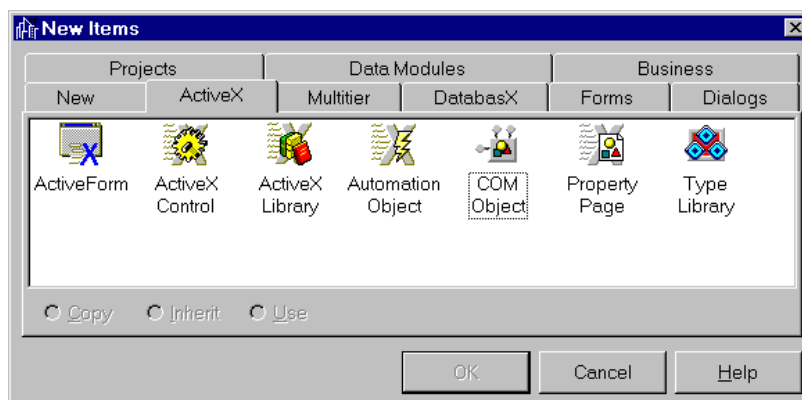 New Items
Projects Data Modules Business
New ActiveX Multitier DatabasX Forms Dialogs
ActiveForm ActiveX Control ActiveX Library Automation Object COM Object Property Page Type Library
Copy Inherit Use
OK Cancel Help